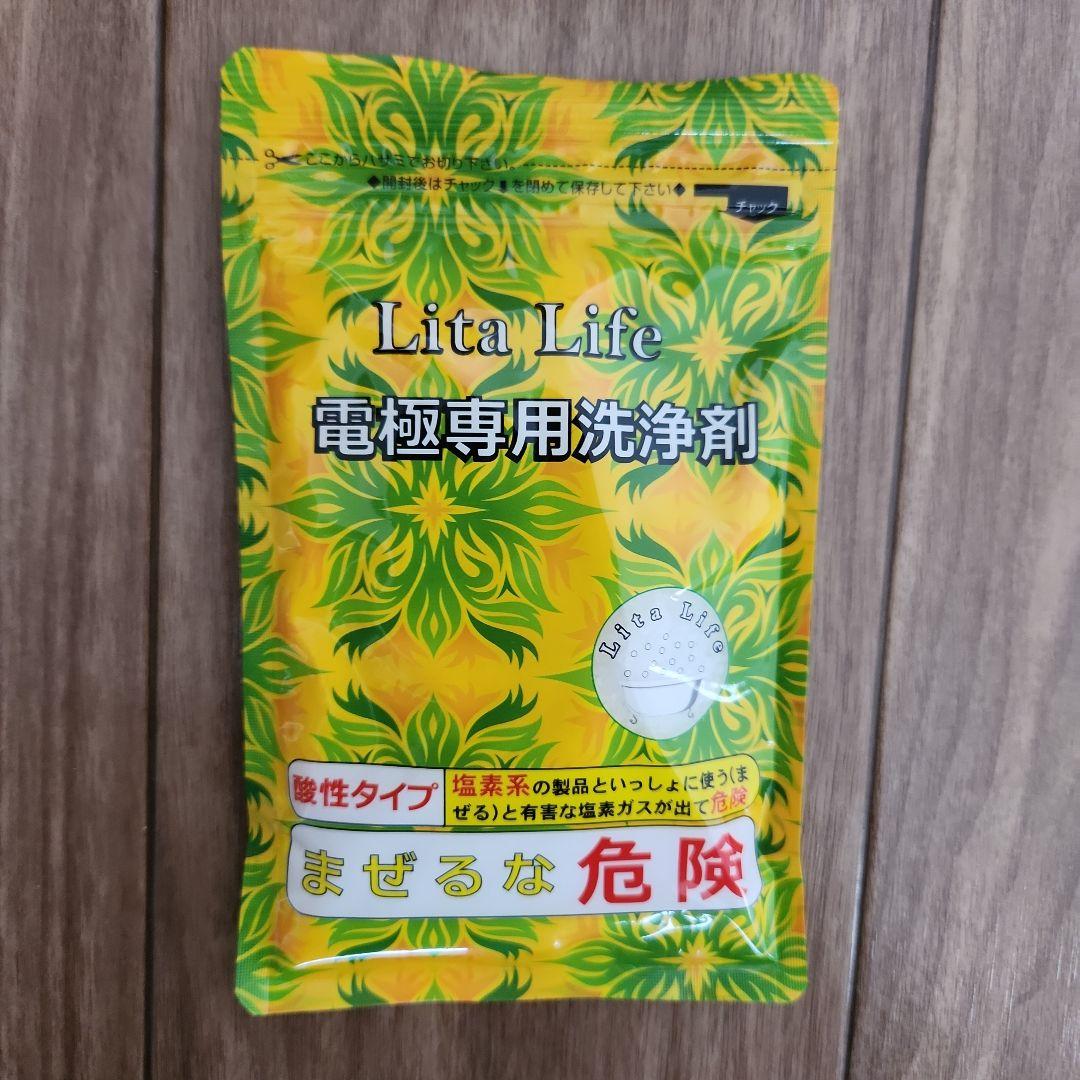 ここからハサミでお切り下さい。
◆開封後はチャック⬇を閉めて保存して下さい◆
チャック
Lita Life
電極専用洗浄剤
Lita Life
酸性タイプ
塩素系の製品といっしょに使う(ま
ぜる)と有害な塩素ガスが出て危険
まぜるな危険